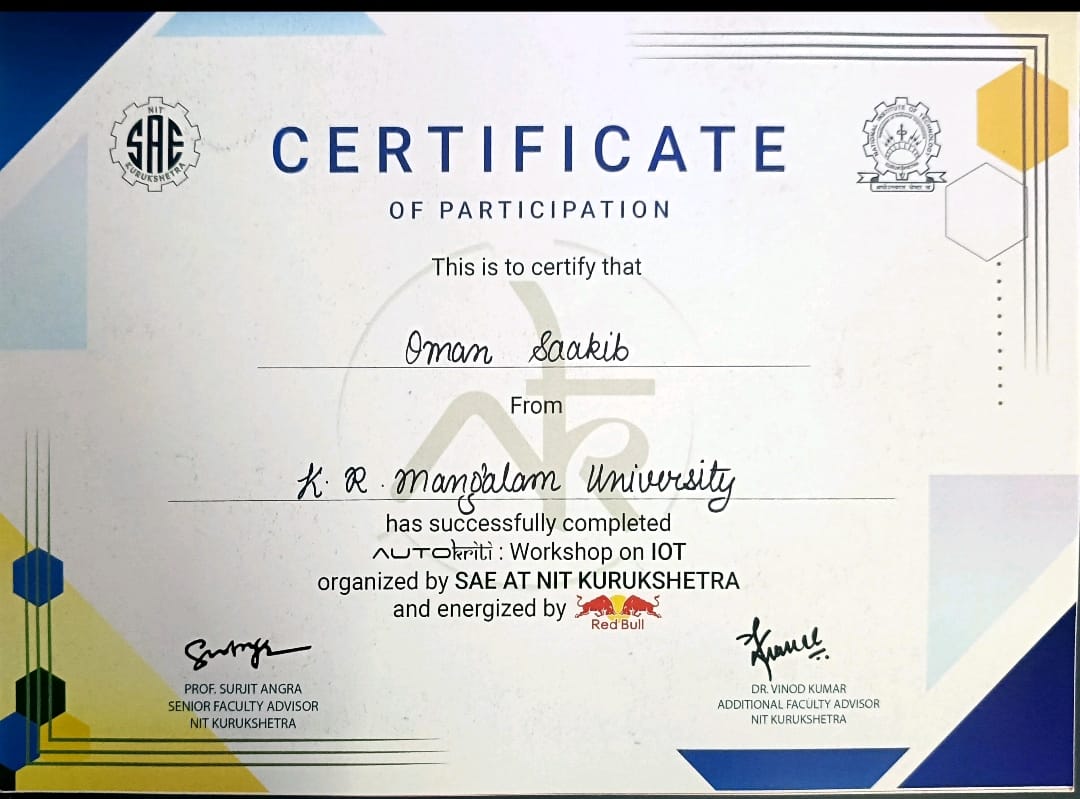 NIT
SAE
KURUKSHETRA
CERTIFICATE
OF PARTICIPATION
This is to certify that
Oman Saakib
From
K. R. Mangalam University
has successfully completed
AUTOkriti : Workshop on IOT
organized by SAE AT NIT KURUKSHETRA
and energized by Red Bull
PROF. SURJIT ANGRA
SENIOR FACULTY ADVISOR
NIT KURUKSHETRA
DR. VINOD KUMAR
ADDITIONAL FACULTY ADVISOR
NIT KURUKSHETRA